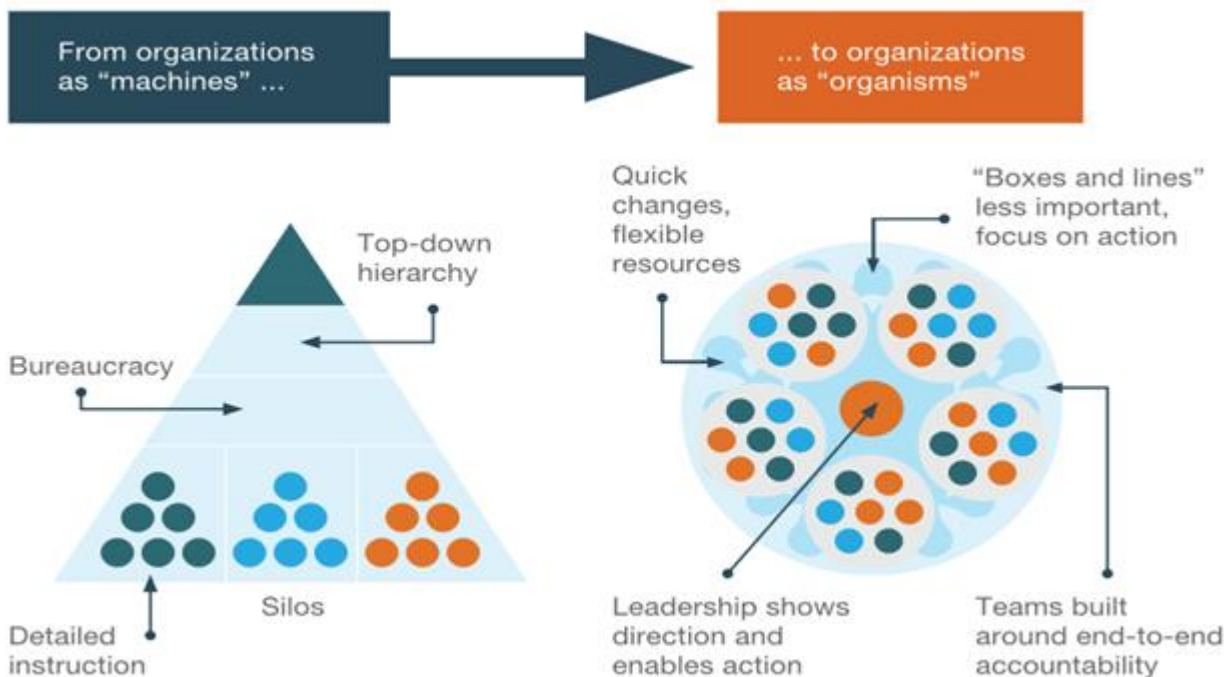 From organizations
as “machines” ...
... to organizations
as “organisms”
Top-down
hierarchy
Bureaucracy
Silos
Detailed
instruction
Quick
changes,
flexible
resources
“Boxes and lines”
less important,
focus on action
Leadership shows
direction and
enables action
Teams built
around end-to-end
accountability